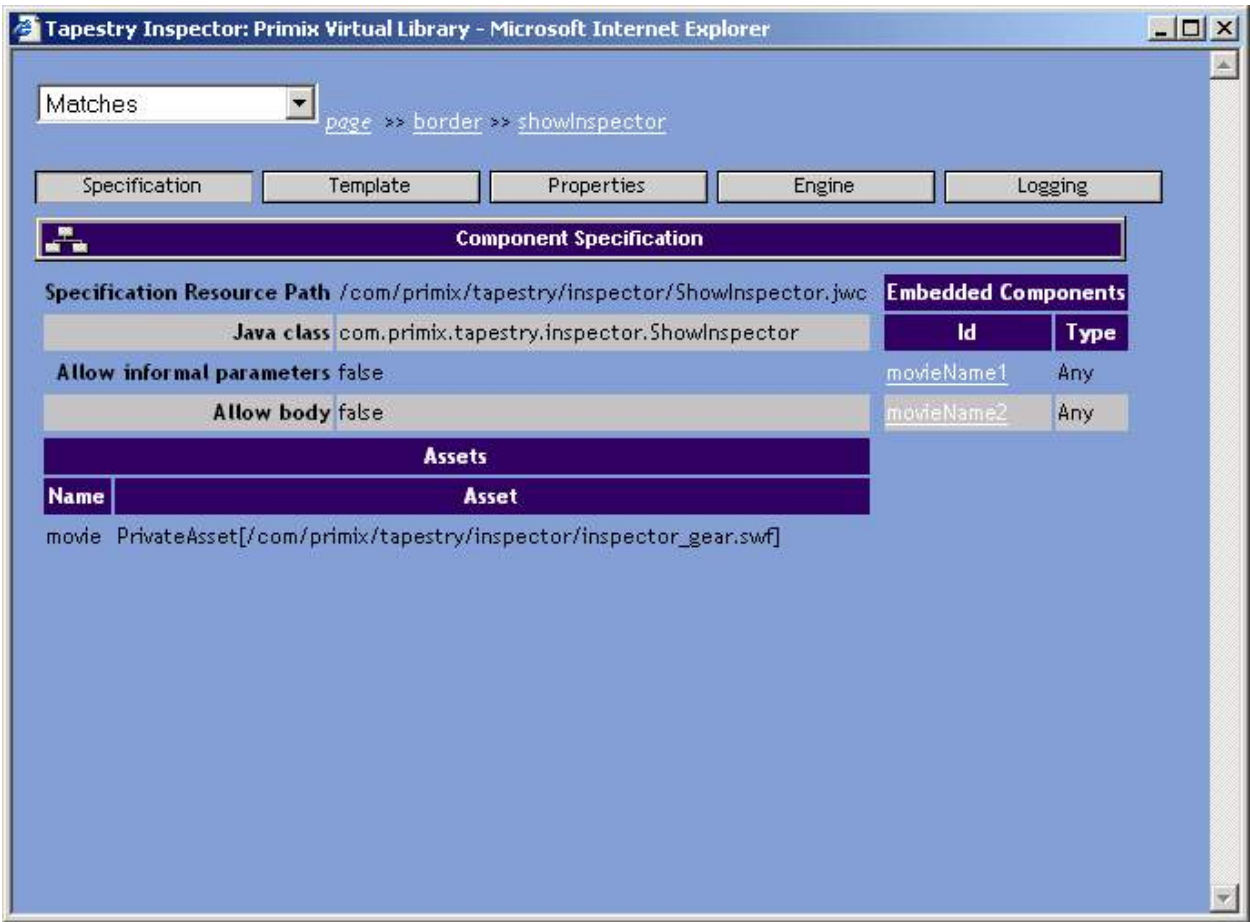 Tapestry Inspector: Primix Virtual Library - Microsoft Internet Explorer
Matches
page >> border >> showInspector
Specification Template Properties Engine Logging
Component Specification
Specification Resource Path /com/primix/tapestry/inspector/ShowInspector.jwc
Java class com.primix.tapestry.inspector.ShowInspector
Allow informal parameters false
Allow body false
Embedded Components
Id Type
movieName1 Any
movieName2 Any
Assets
Name Asset
movie PrivateAsset[/com/primix/tapestry/inspector/inspector_gear.swf]